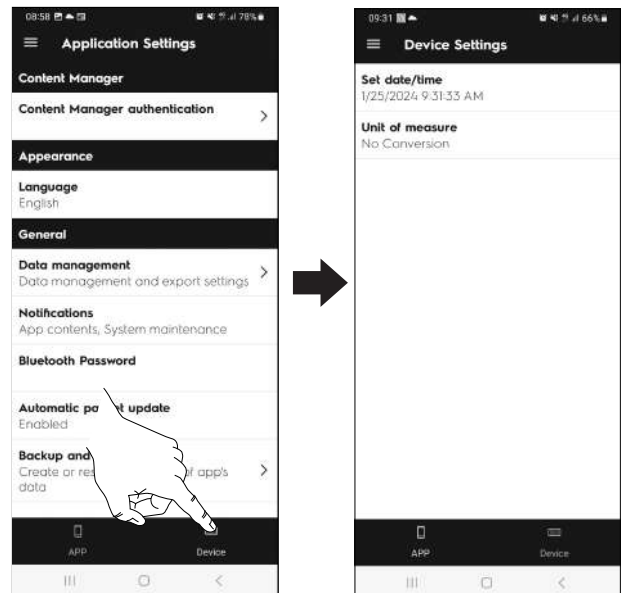 08:58
78%
Application Settings
Content Manager
Content Manager authentication
Appearance
Language
English
General
Data management
Data management and export settings
Notifications
App contents, System maintenance
Bluetooth Password
Automatic pa et update
Enabled
Backup and
Create or res of app's
data
APP
Device
09:31
66%
Device Settings
Set date/time
1/25/2024 9:31:33 AM
Unit of measure
No Conversion
APP
Device